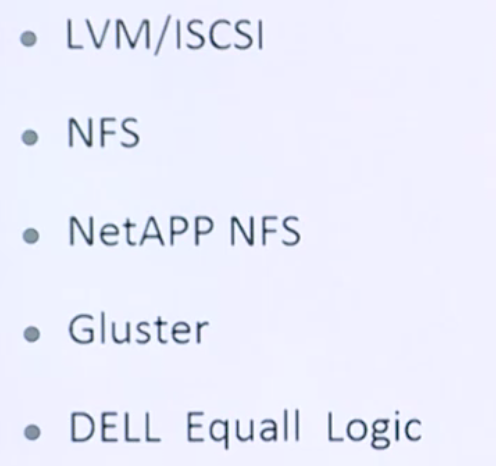 LVM/ISCSI
NFS
NetAPP NFS
Gluster
DELL Equall Logic